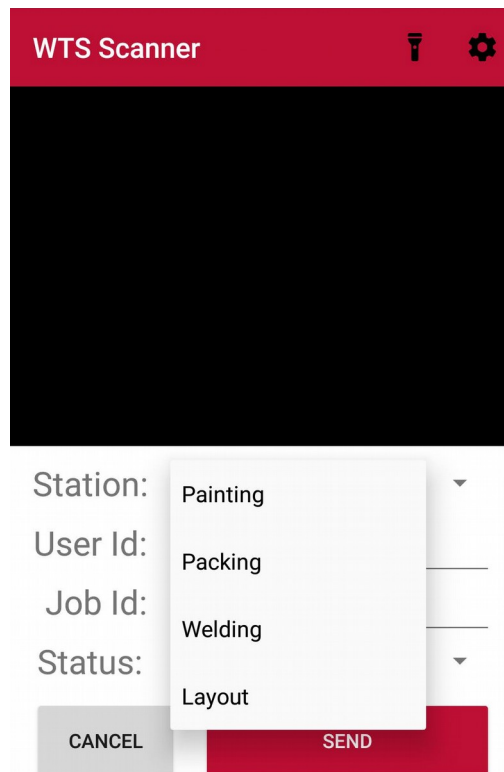 WTS Scanner
Station:
Painting
User Id:
Packing
Job Id:
Welding
Status:
Layout
CANCEL
SEND